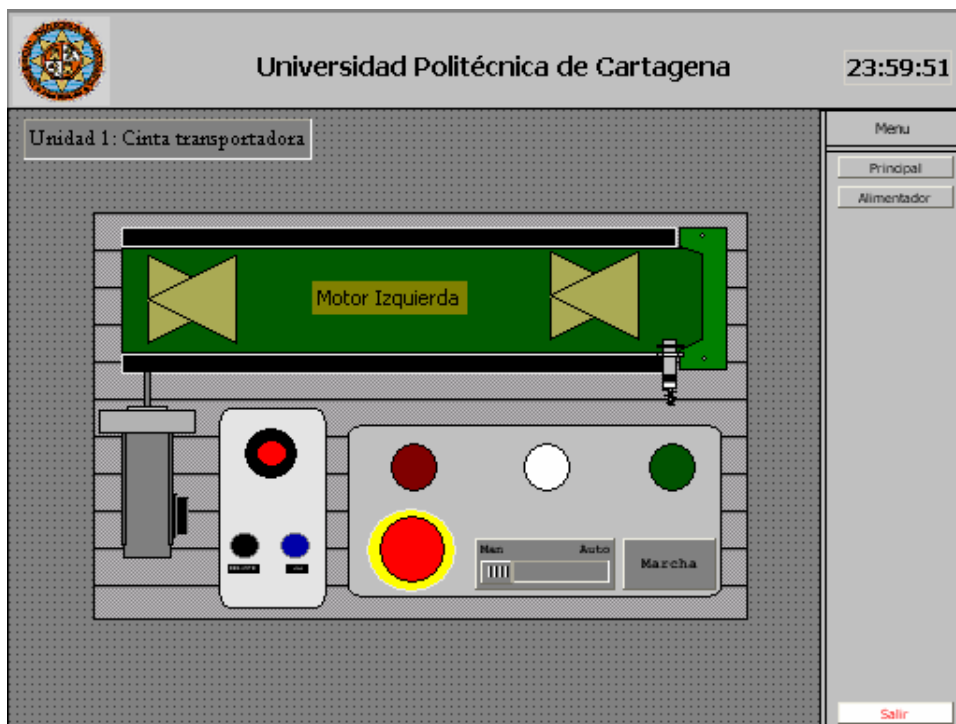 Universidad Politécnica de Cartagena
23:59:51
Unidad 1: Cinta transportadora
Menu
Principal
Alimentador
Motor Izquierda
Man Auto
Marcha
Salir